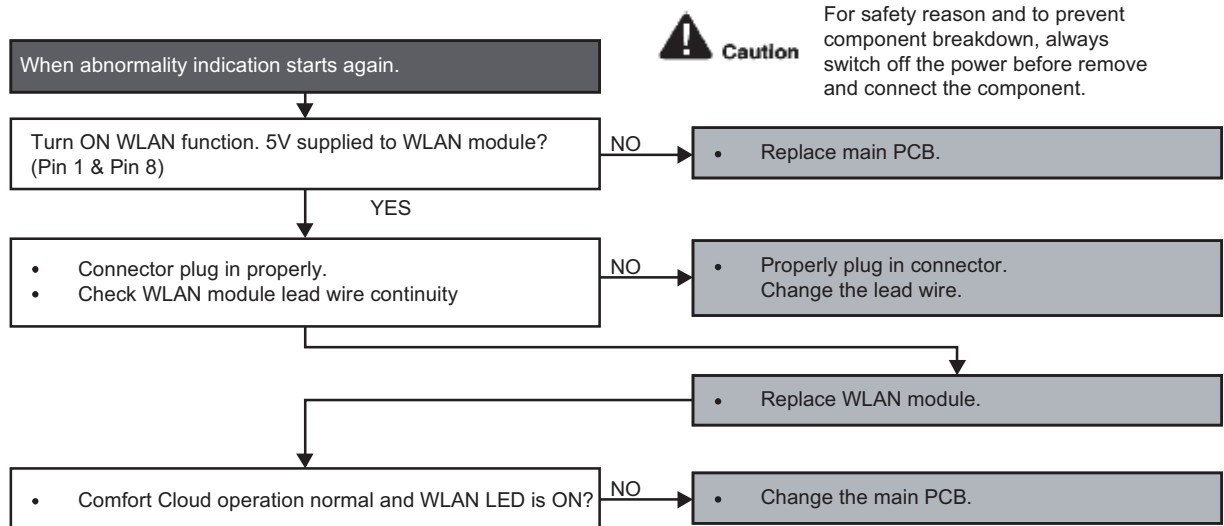 Caution
For safety reason and to prevent
component breakdown, always
switch off the power before remove
and connect the component.
When abnormality indication starts again.
Turn ON WLAN function. 5V supplied to WLAN module?
(Pin 1 & Pin 8)
NO
• Replace main PCB.
YES
• Connector plug in properly.
• Check WLAN module lead wire continuity
NO
• Properly plug in connector.
Change the lead wire.
• Replace WLAN module.
• Comfort Cloud operation normal and WLAN LED is ON?
NO
• Change the main PCB.